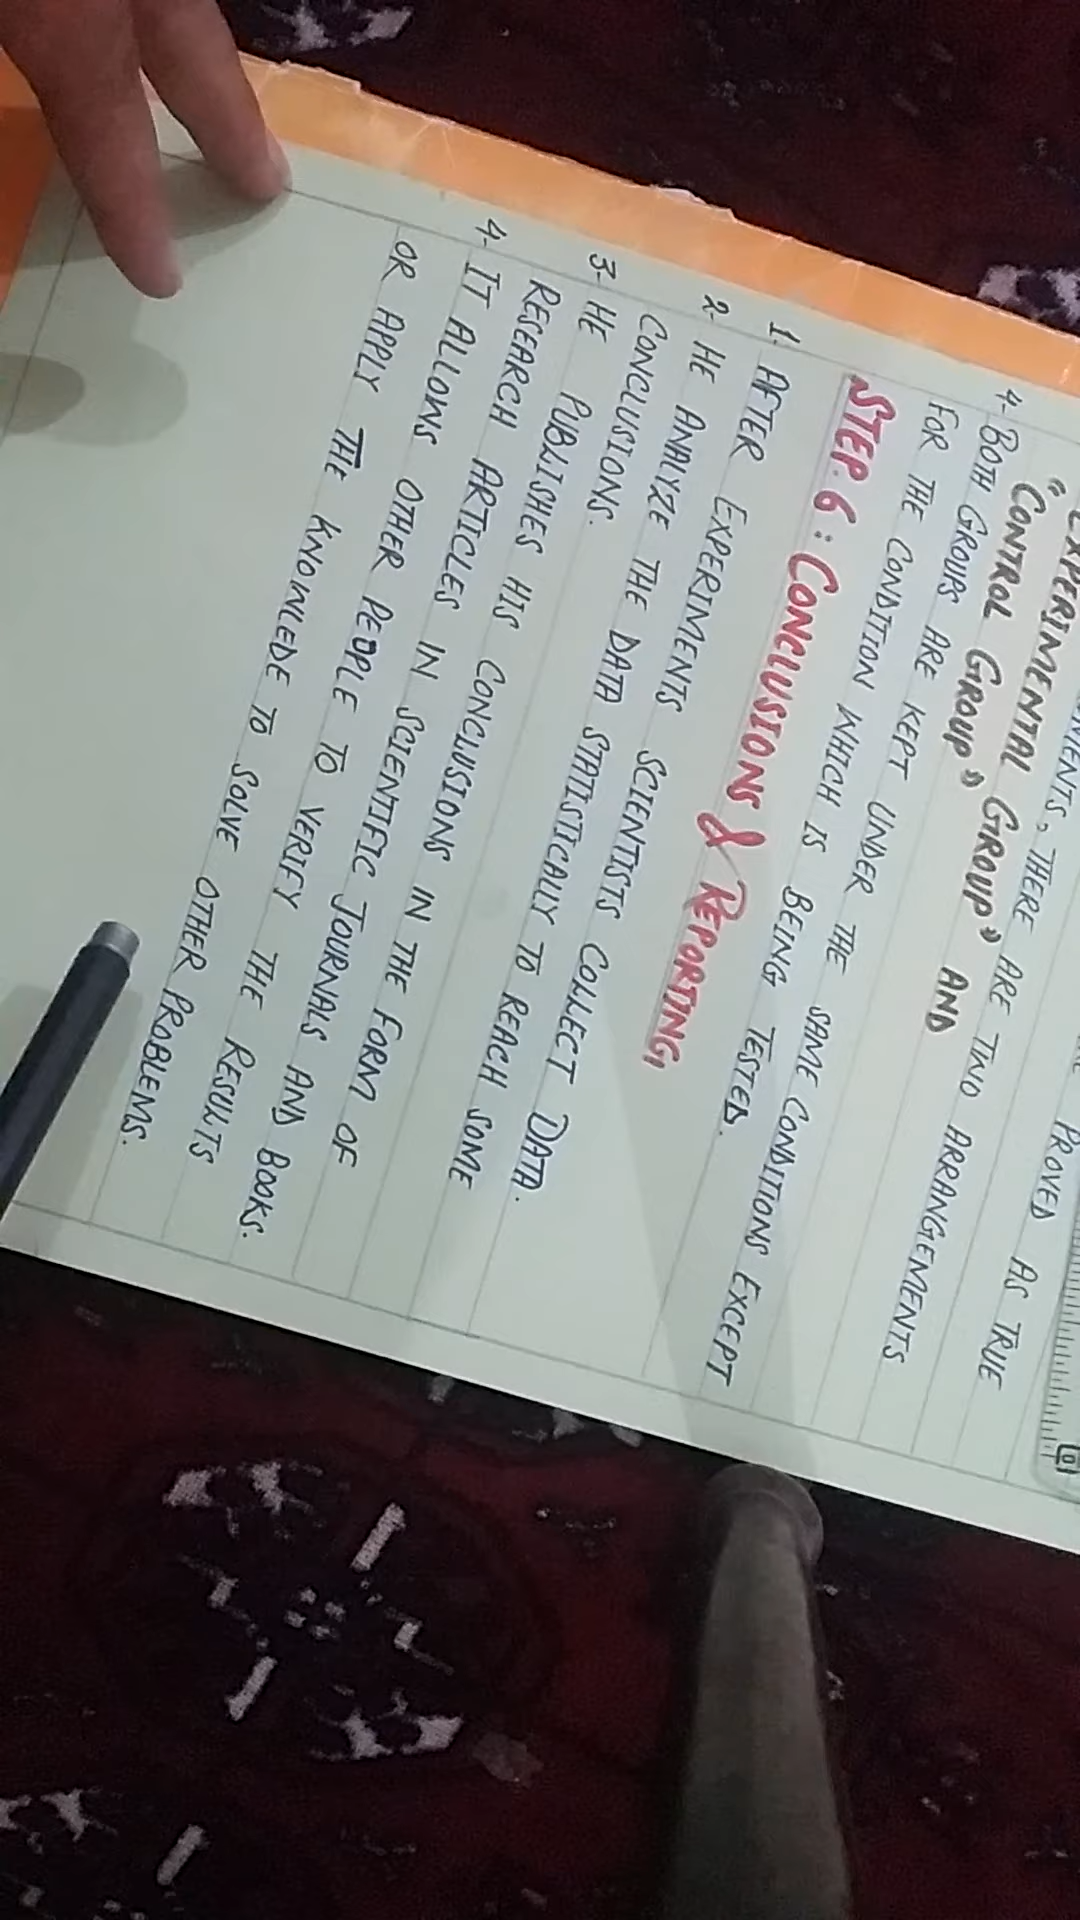 PROVED AS TRUE
THERE ARE TWO ARRANGEMENTS
"EXPERIMENTAL GROUP" AND
"CONTROL GROUP"
4- BOTH GROUPS ARE KEPT UNDER THE SAME CONDITIONS EXCEPT
FOR THE CONDITION WHICH IS BEING TESTED.
STEP.6: CONCLUSIONS & REPORTING
1- AFTER EXPERIMENTS SCIENTISTS COLLECT DATA.
2- HE ANALYZE THE DATA STATISTICALLY TO REACH SOME
CONCLUSIONS.
3- HE PUBLISHES HIS CONCLUSIONS IN THE FORM OF
RESEARCH ARTICLES IN SCIENTIFIC JOURNALS AND BOOKS.
4- IT ALLOWS OTHER PEOPLE TO VERIFY THE RESULTS
OR APPLY THE KNOWLEDE TO SOLVE OTHER PROBLEMS.